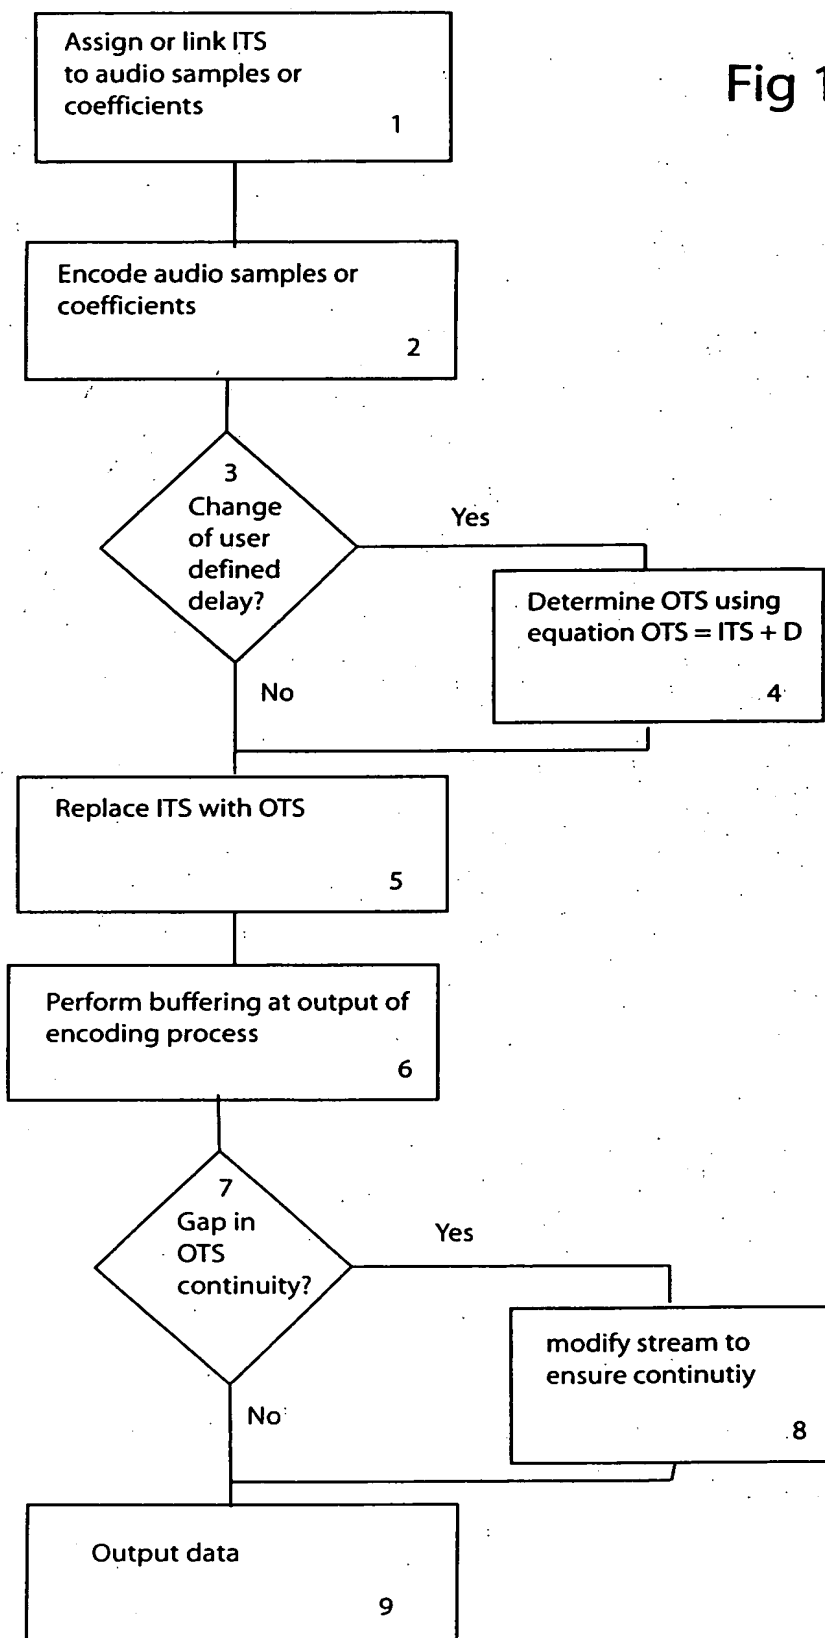 Assign or link ITS
to audio samples or
coefficients
1
Fig 1
Encode audio samples or
coefficients
2
3
Change
of user
defined
delay?
Yes
Determine OTS using
equation OTS = ITS + D
4
No
Replace ITS with OTS
5
Perform buffering at output of
encoding process
6
7
Gap in
OTS
continuity?
Yes
modify stream to
ensure continutiy
8
No
Output data
9